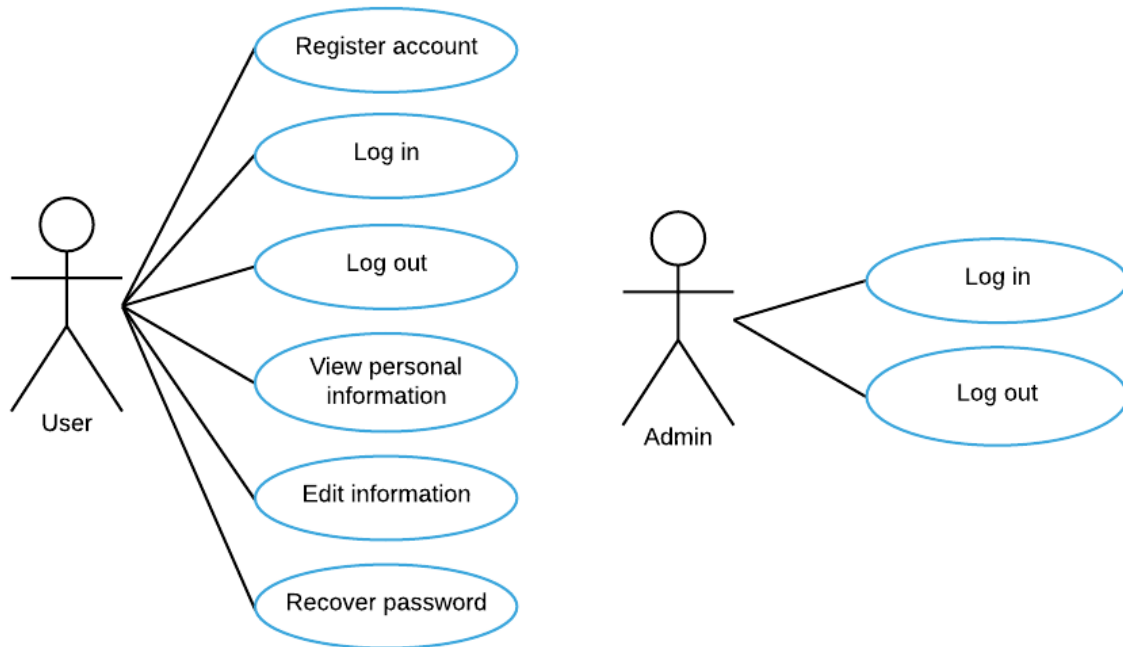 Register account
Log in
Log out
View personal
information
Edit information
Recover password
User
Log in
Log out
Admin